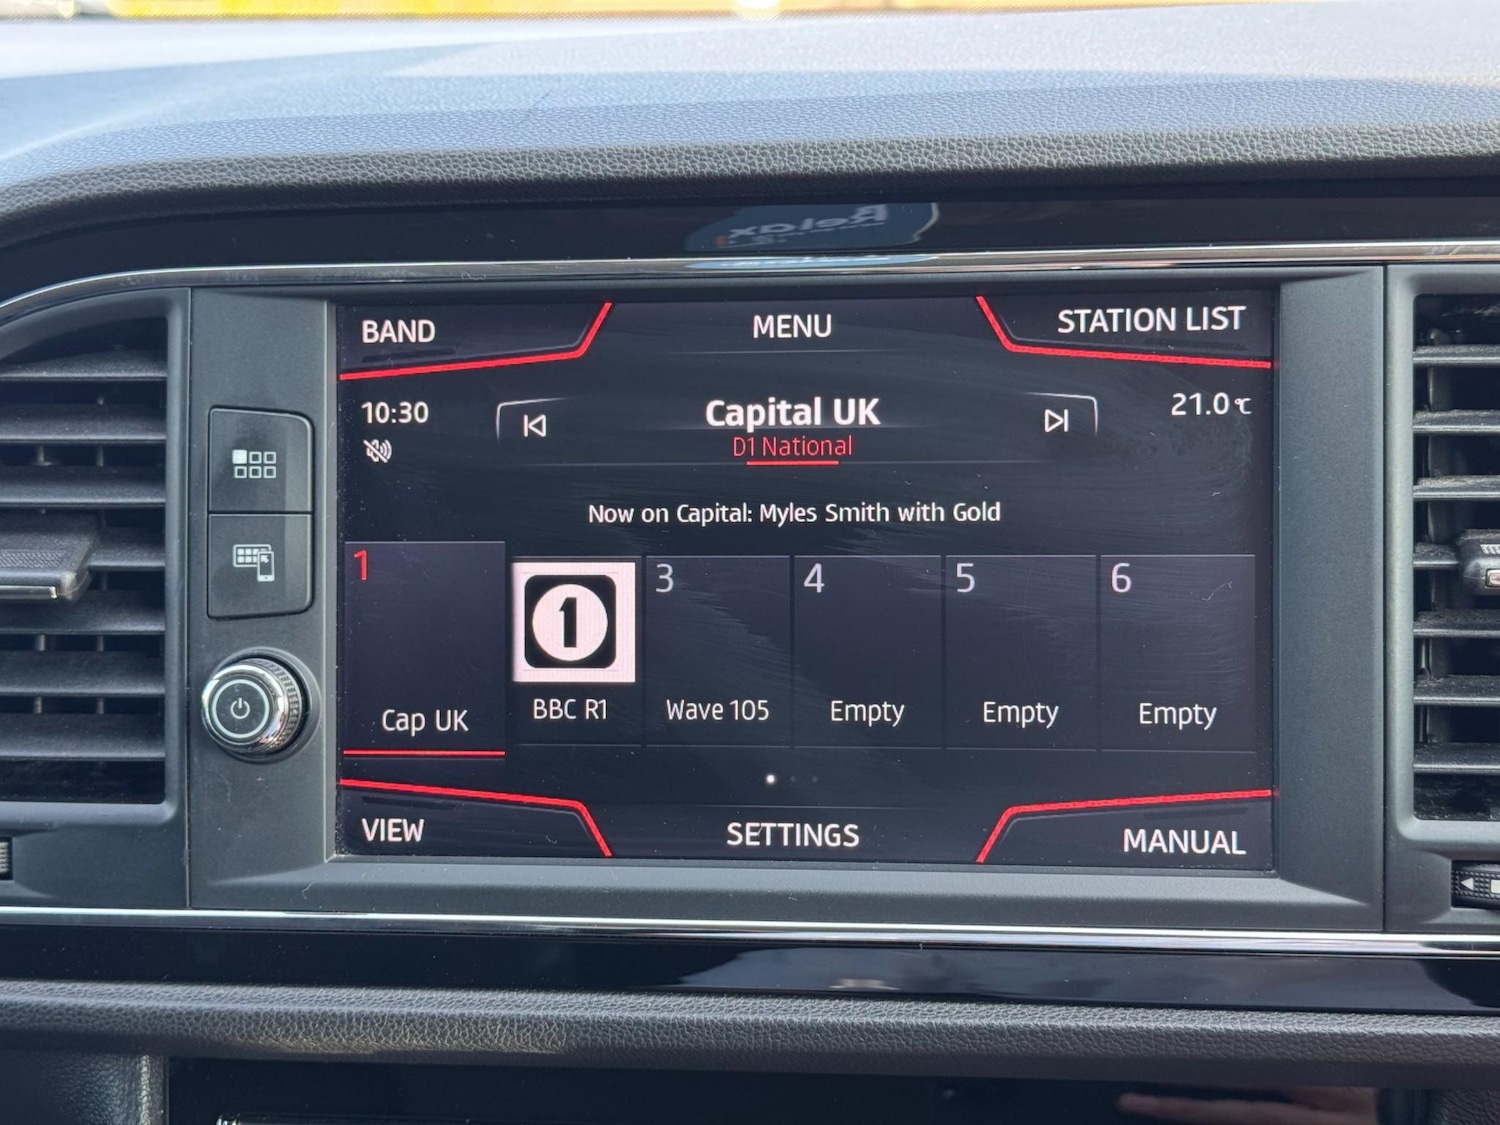 Relax
BAND
MENU
STATION LIST
10:30
Capital UK
21.0°C
D1 National
Now on Capital: Myles Smith with Gold
1
1
3
4
5
6
Cap UK
BBC R1
Wave 105
Empty
Empty
Empty
VIEW
SETTINGS
MANUAL